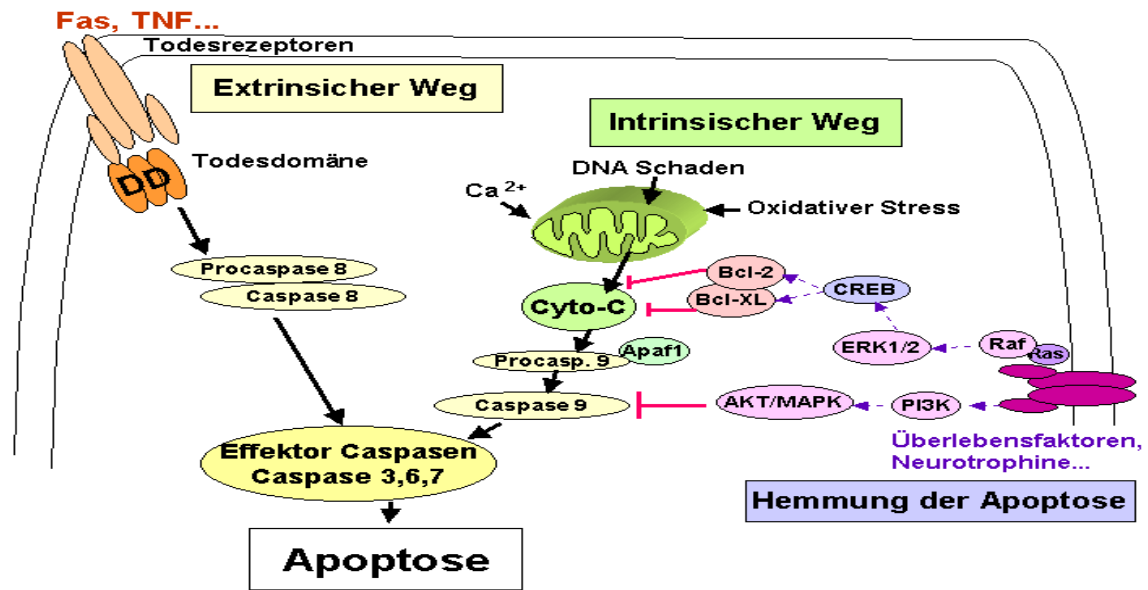 Fas, TNF...
Todesrezeptoren
Extrinsicher Weg
Intrinsischer Weg
Todesdomäne
DD
DNA Schaden
Ca 2+
Oxidativer Stress
Procaspase 8
Caspase 8
Bcl-2
Bcl-XL
CREB
Cyto-C
Procasp. 9
Apaf1
ERK1/2
Raf
Ras
Caspase 9
AKT/MAPK
PI3K
Effektor Caspasen
Caspase 3,6,7
Überlebensfaktoren,
Neurotrophine...
Hemmung der Apoptose
Apoptose